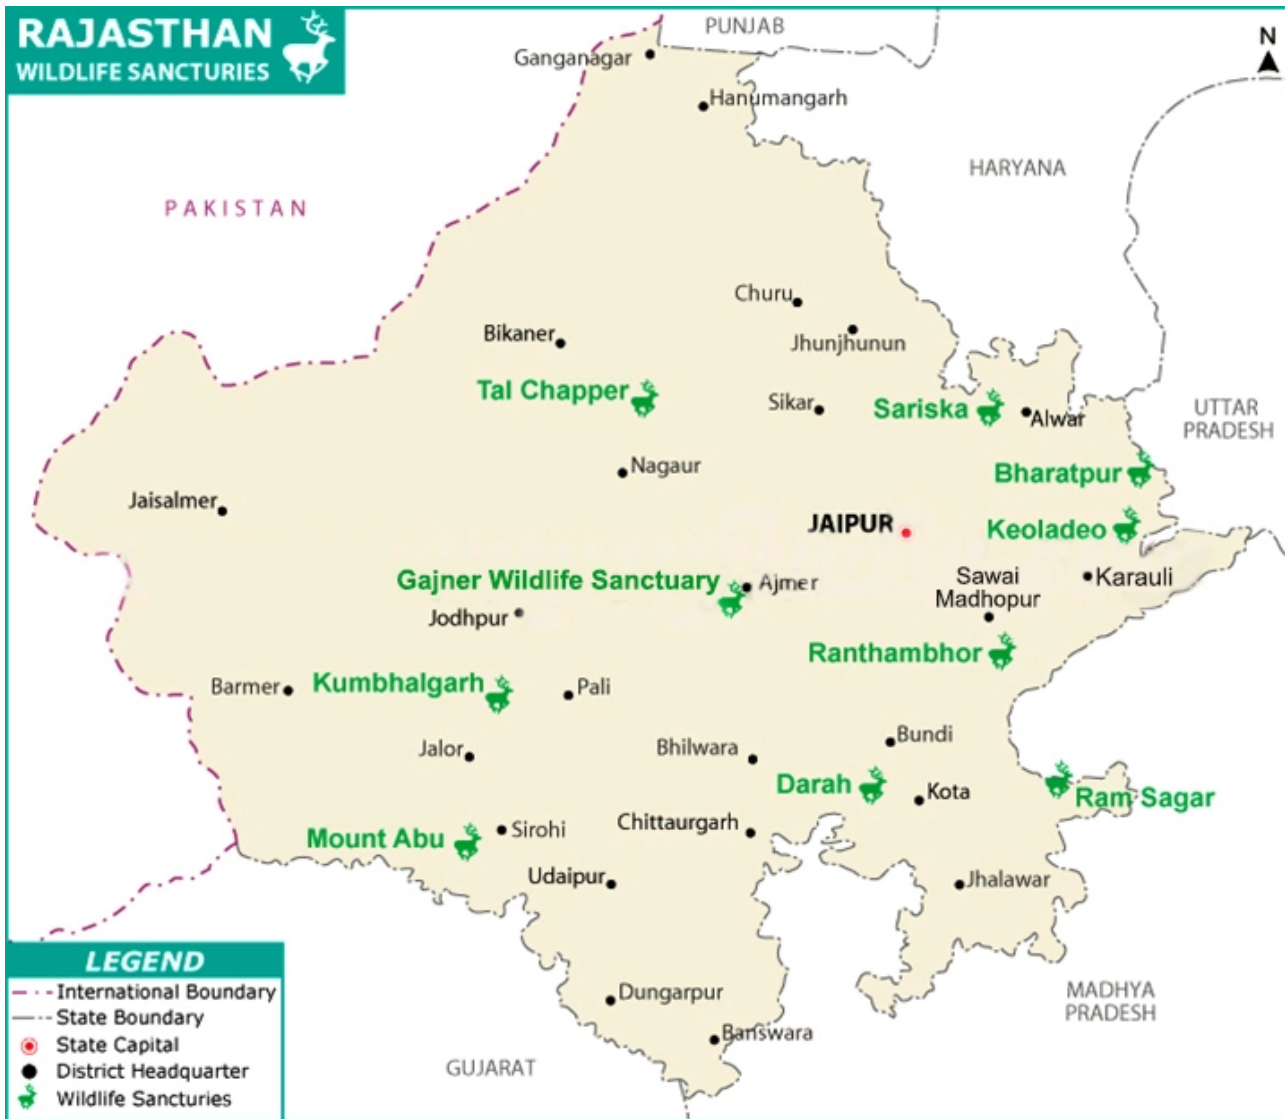 RAJASTHAN
WILDLIFE SANCTURIES
PUNJAB
N
Ganganagar
Hanumangarh
HARYANA
PAKISTAN
Churu
Bikaner
Jhunjhunun
Tal Chapper
Sikar
Sariska
Alwar
UTTAR
PRADESH
Nagaur
Bharatpur
Jaisalmer
JAIPUR
Keoladeo
Gajner Wildlife Sanctuary
Ajmer
Sawai
Madhopur
Karauli
Jodhpur
Ranthambhor
Barmer
Kumbhalgarh
Pali
Jalor
Bhilwara
Bundi
Darah
Kota
Ram Sagar
Mount Abu
Sirohi
Chittaurgarh
Udaipur
Jhalawar
LEGEND
International Boundary
State Boundary
State Capital
District Headquarter
Wildlife Sancturies
Dungarpur
Banswara
MADHYA
PRADESH
GUJARAT